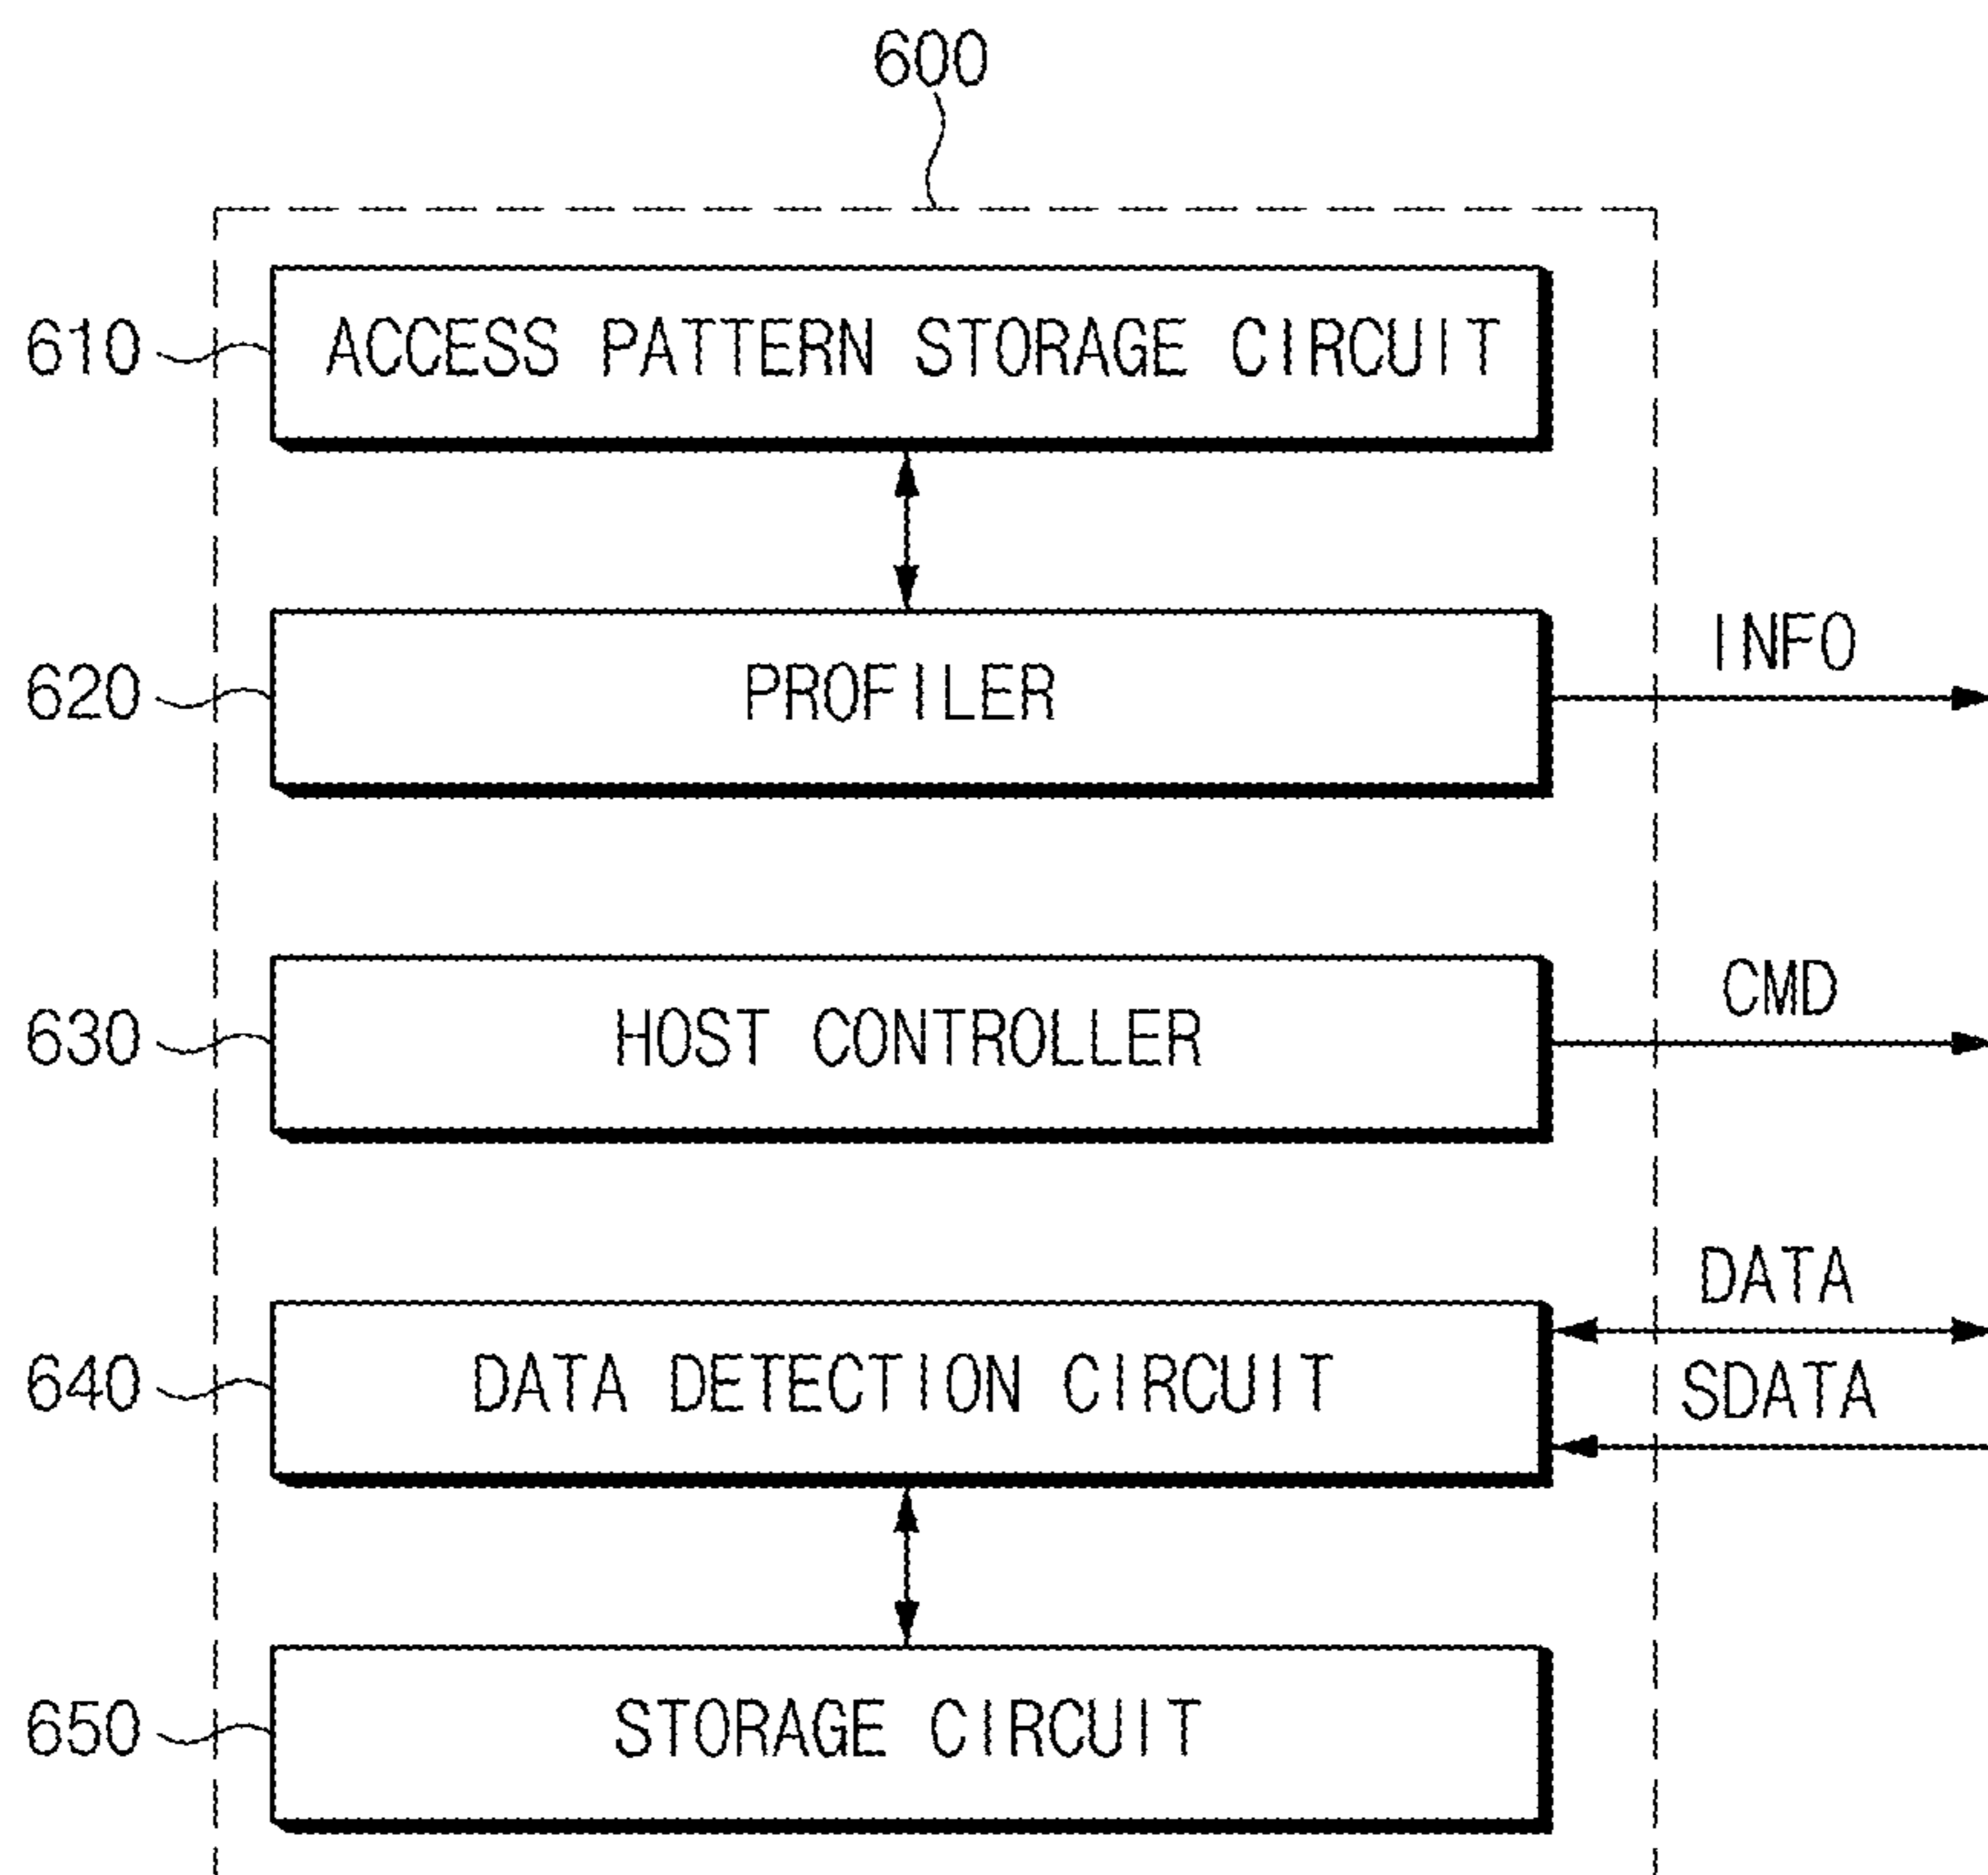 600
610 ACCESS PATTERN STORAGE CIRCUIT
INFO
620 PROFILER
CMD
630 HOST CONTROLLER
DATA
640 DATA DETECTION CIRCUIT
SDATA
650 STORAGE CIRCUIT